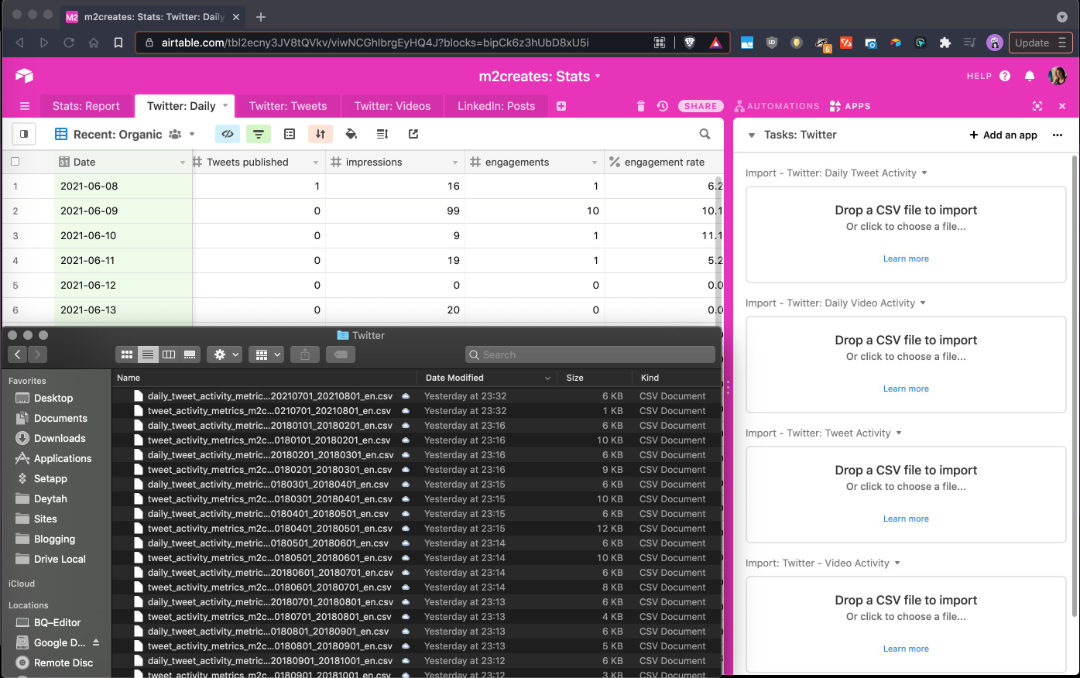 M2 m2creates: Stats: Twitter: Daily
airtable.com/tbl2ecny3JV8tQVkv/viwNCGhIbrgEyHQ4J?blocks=bipCk6z3hUbD8xU5i
Update
m2creates: Stats
HELP
Stats: Report Twitter: Daily Twitter: Tweets Twitter: Videos LinkedIn: Posts
SHARE AUTOMATIONS APPS
Recent: Organic
Date Tweets published impressions engagements engagement rate
1 2021-06-08 1 16 1 6.2
2 2021-06-09 0 99 10 10.1
3 2021-06-10 0 9 1 11.1
4 2021-06-11 0 19 1 5.2
5 2021-06-12 0 0 0 0.0
6 2021-06-13 0 20 0 0.0
Tasks: Twitter
Add an app
Import - Twitter: Daily Tweet Activity
Drop a CSV file to import
Or click to choose a file...
Learn more
Import - Twitter: Daily Video Activity
Drop a CSV file to import
Or click to choose a file...
Learn more
Import - Twitter: Tweet Activity
Drop a CSV file to import
Or click to choose a file...
Learn more
Import: Twitter - Video Activity
Drop a CSV file to import
Or click to choose a file...
Learn more
Twitter
Search
Favorites
Desktop
Documents
Downloads
Applications
Setapp
Deytah
Sites
Blogging
Drive Local
iCloud
Locations
BQ–Editor
Google D...
Remote Disc
Name Date Modified Size Kind
daily_tweet_activity_metric...20210701_20210801_en.csv Yesterday at 23:32 6 KB CSV Document
tweet_activity_metrics_m2c...0210701_20210801_en.csv Yesterday at 23:32 1 KB CSV Document
daily_tweet_activity_metric...20180101_20180201_en.csv Yesterday at 23:16 6 KB CSV Document
tweet_activity_metrics_m2c...0180101_20180201_en.csv Yesterday at 23:16 10 KB CSV Document
daily_tweet_activity_metric...20180201_20180301_en.csv Yesterday at 23:16 6 KB CSV Document
tweet_activity_metrics_m2c...0180201_20180301_en.csv Yesterday at 23:16 9 KB CSV Document
daily_tweet_activity_metric...0180301_20180401_en.csv Yesterday at 23:15 6 KB CSV Document
tweet_activity_metrics_m2c...0180301_20180401_en.csv Yesterday at 23:15 10 KB CSV Document
daily_tweet_activity_metric...0180401_20180501_en.csv Yesterday at 23:15 6 KB CSV Document
tweet_activity_metrics_m2c...0180401_20180501_en.csv Yesterday at 23:15 12 KB CSV Document
daily_tweet_activity_metric...0180501_20180601_en.csv Yesterday at 23:14 6 KB CSV Document
tweet_activity_metrics_m2c...0180501_20180601_en.csv Yesterday at 23:14 10 KB CSV Document
daily_tweet_activity_metric...20180601_20180701_en.csv Yesterday at 23:14 6 KB CSV Document
tweet_activity_metrics_m2c...0180601_20180701_en.csv Yesterday at 23:14 8 KB CSV Document
daily_tweet_activity_metric...20180701_20180801_en.csv Yesterday at 23:13 6 KB CSV Document
tweet_activity_metrics_m2c...0180701_20180801_en.csv Yesterday at 23:13 4 KB CSV Document
daily_tweet_activity_metric...0180801_20180901_en.csv Yesterday at 23:13 6 KB CSV Document
tweet_activity_metrics_m2c...0180801_20180901_en.csv Yesterday at 23:13 5 KB CSV Document
daily_tweet_activity_metric...20180901_20181001_en.csv Yesterday at 23:12 6 KB CSV Document
tweet_activity_metrics_m2c...0180901_20181001_en.csv Yesterday at 23:12 3 KB CSV Document